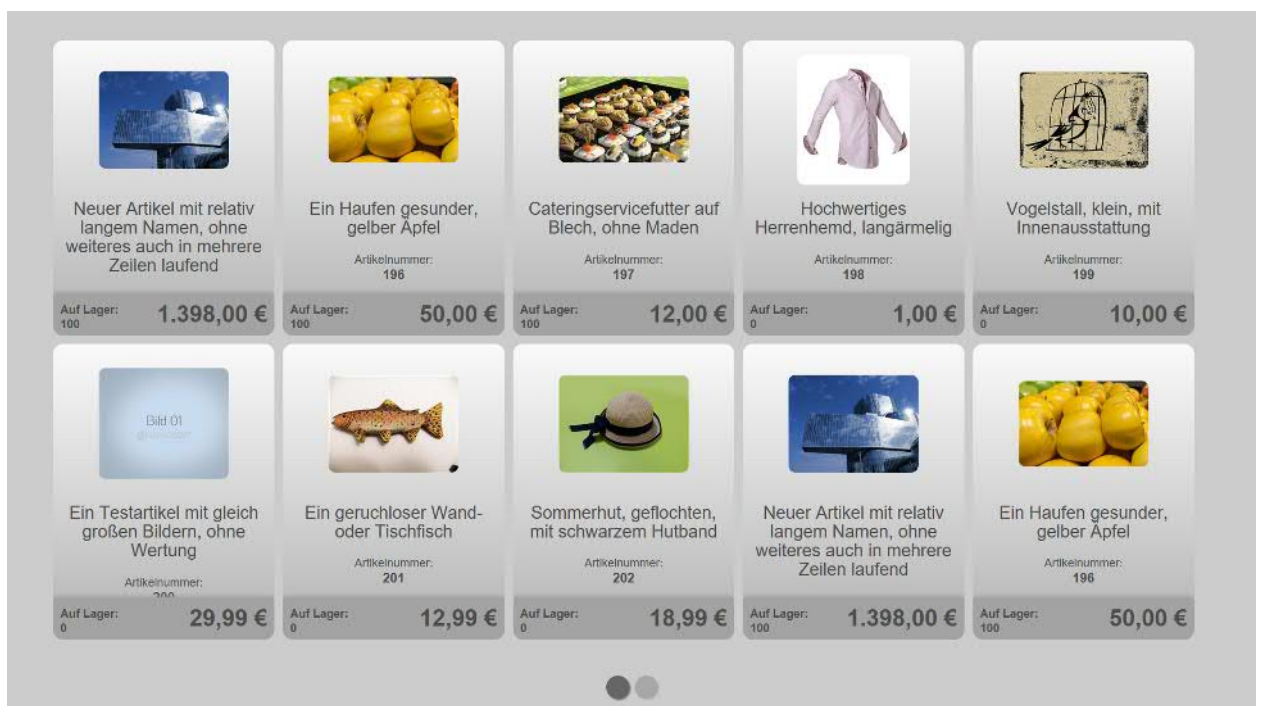 Neuer Artikel mit relativ
langem Namen, ohne
weiteres auch in mehrere
Zeilen laufend
Auf Lager:
100
1.398,00 €
Ein Haufen gesunder,
gelber Äpfel
Artikelnummer:
196
Auf Lager:
100
50,00 €
Cateringservicefutter auf
Blech, ohne Maden
Artikelnummer:
197
Auf Lager:
100
12,00 €
Hochwertiges
Herrenhemd, langärmelig
Artikelnummer:
198
Auf Lager:
0
1,00 €
Vogelstall, klein, mit
Innenausstattung
Artikelnummer:
199
Auf Lager:
0
10,00 €
Bild 01
Ein Testartikel mit gleich
großen Bildern, ohne
Wertung
Artikelnummer:
200
Auf Lager:
0
29,99 €
Ein geruchloser Wand-
oder Tischfisch
Artikelnummer:
201
Auf Lager:
0
12,99 €
Sommerhut, geflochten,
mit schwarzem Hutband
Artikelnummer:
202
Auf Lager:
0
18,99 €
Neuer Artikel mit relativ
langem Namen, ohne
weiteres auch in mehrere
Zeilen laufend
Auf Lager:
100
1.398,00 €
Ein Haufen gesunder,
gelber Äpfel
Artikelnummer:
196
Auf Lager:
100
50,00 €